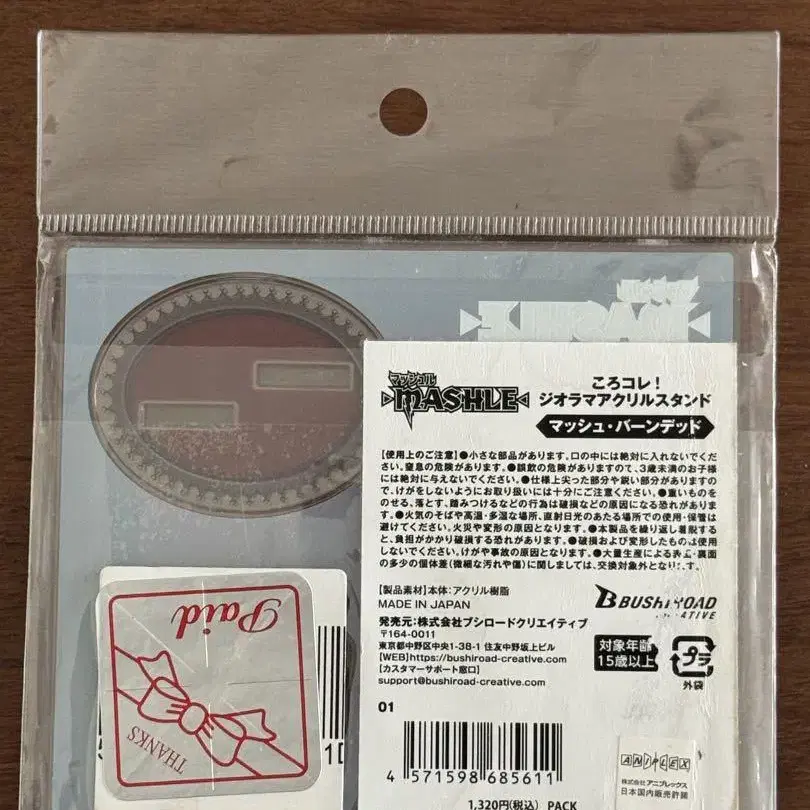 マッシュル
MASHLE
ころコレ！
ジオラマアクリルスタンド
マッシュ・バーンデッド
【使用上のご注意】●小さな部品があります。口の中には絶対に入れないでくだ
さい。窒息の危険があります。●誤飲の危険がありますので、3歳未満のお子様
には絶対に与えないでください。●仕様上尖った部分や鋭い部分がありますの
で、けがをしないようにお取り扱いには十分にご注意ください。●重いものを
のせる、落とす、踏みつけるなどの行為は破損などの原因になる恐れがありま
す。●火気のそばや高温・多湿な場所、直射日光のあたる場所での使用・保管は
避けてください。火災や変形の原因となります。●本製品を繰り返し着脱する
と、負担がかかり破損する恐れがあります。●破損および変形したものは使用
しないでください。けがや事故の原因となります。●大量生産による表面・裏面
の多少の個体差(微細な汚れや傷)に関しましては、交換対象外となります。
【製品素材】本体:アクリル樹脂
MADE IN JAPAN
発売元:株式会社ブシロードクリエイティブ
〒164-0011
東京都中野区中央1-38-1 住友中野坂上ビル
【WEB】https://bushiroad-creative.com
【カスタマーサポート窓口】
support@bushiroad-creative.com
BUSHIROAD
CREATIVE
対象年齢
15歳以上
プラ
外袋
01
4 571598 685611
1,320円(税込) PACK
ANIPLEX
株式会社アニプレックス
日本国内販売許諾
Paid
THANKS